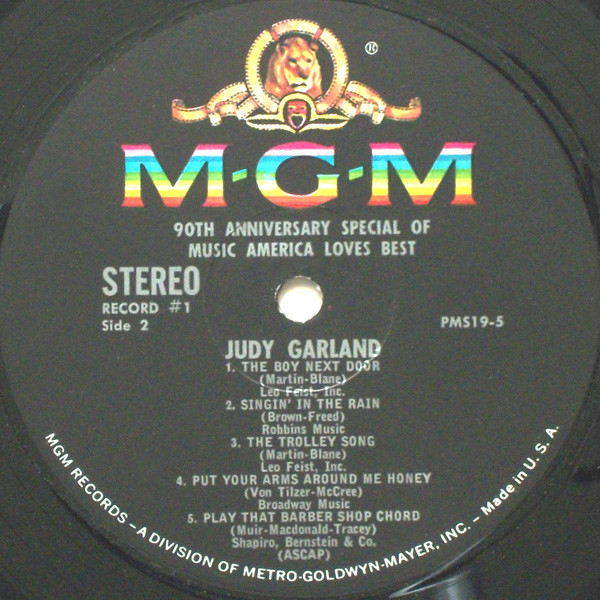 ®
M-G-M
90TH ANNIVERSARY SPECIAL OF
MUSIC AMERICA LOVES BEST
STEREO
RECORD #1
Side 2
PMS19-5
JUDY GARLAND
1. THE BOY NEXT DOOR
(Martin-Blane)
Leo Feist, Inc.
2. SINGIN' IN THE RAIN
(Brown-Freed)
Robbins Music
3. THE TROLLEY SONG
(Martin-Blane)
Leo Feist, Inc.
4. PUT YOUR ARMS AROUND ME HONEY
(Von Tilzer-McCree)
Broadway Music
5. PLAY THAT BARBER SHOP CHORD
(Muir-Macdonald-Tracey)
Shapiro, Bernstein & Co.
(ASCAP)
MGM RECORDS – A DIVISION OF METRO-GOLDWYN-MAYER, INC. – Made in U. S. A.